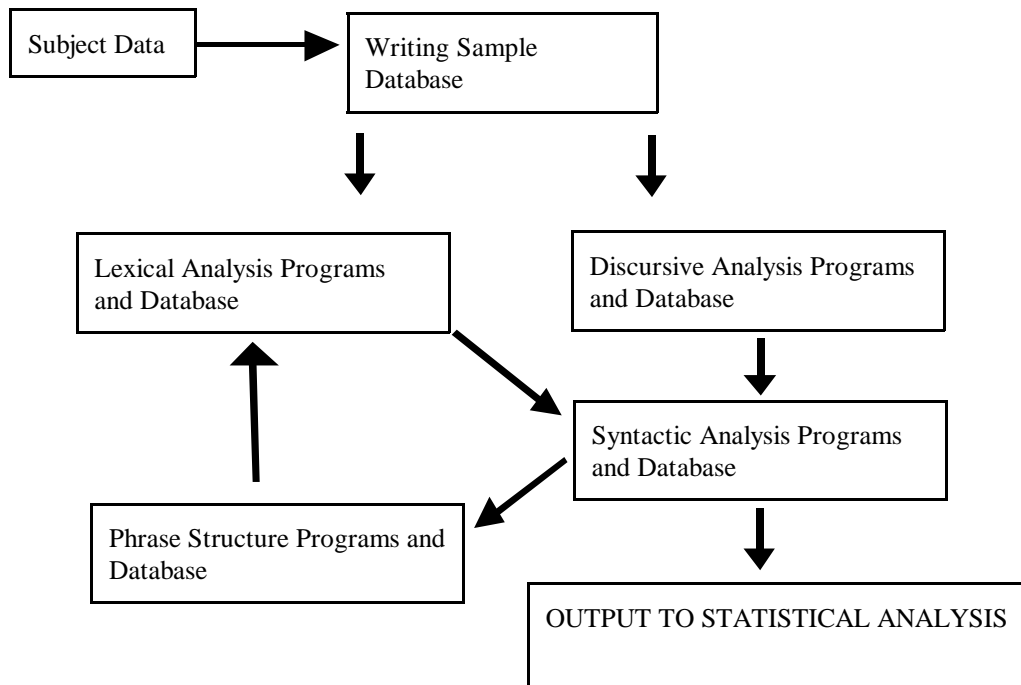 Subject Data
Writing Sample
Database
Lexical Analysis Programs
and Database
Discursive Analysis Programs
and Database
Syntactic Analysis Programs
and Database
Phrase Structure Programs and
Database
OUTPUT TO STATISTICAL ANALYSIS